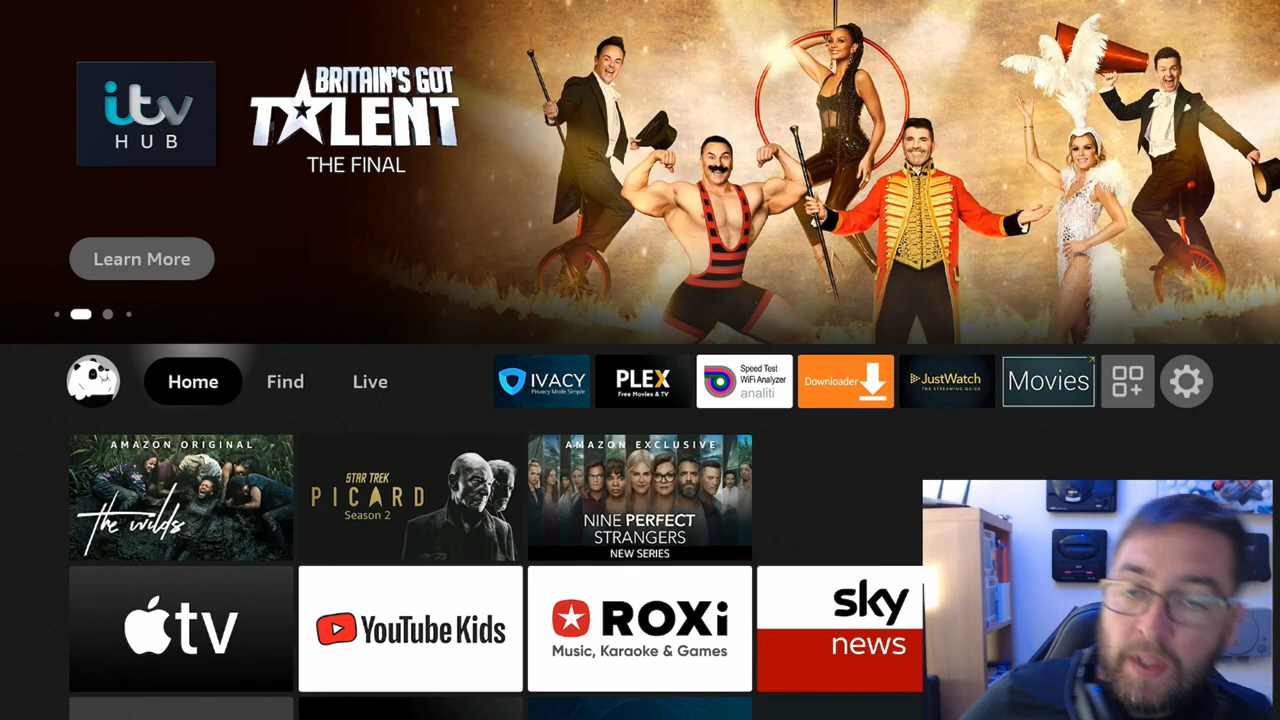 itv
HUB
BRITAIN'S GOT
TALENT
THE FINAL
Learn More
Home
Find
Live
IVACY
Privacy Made Simple
PLEX
Free Movies & TV
Speed Test
WiFi Analyzer
analiti
Downloader
JustWatch
THE STREAMING GUIDE
Movies
AMAZON ORIGINAL
the wilds
STAR TREK
PICARD
Season 2
AMAZON EXCLUSIVE
NINE PERFECT
STRANGERS
NEW SERIES
tv
YouTube Kids
ROXi
Music, Karaoke & Games
sky
news